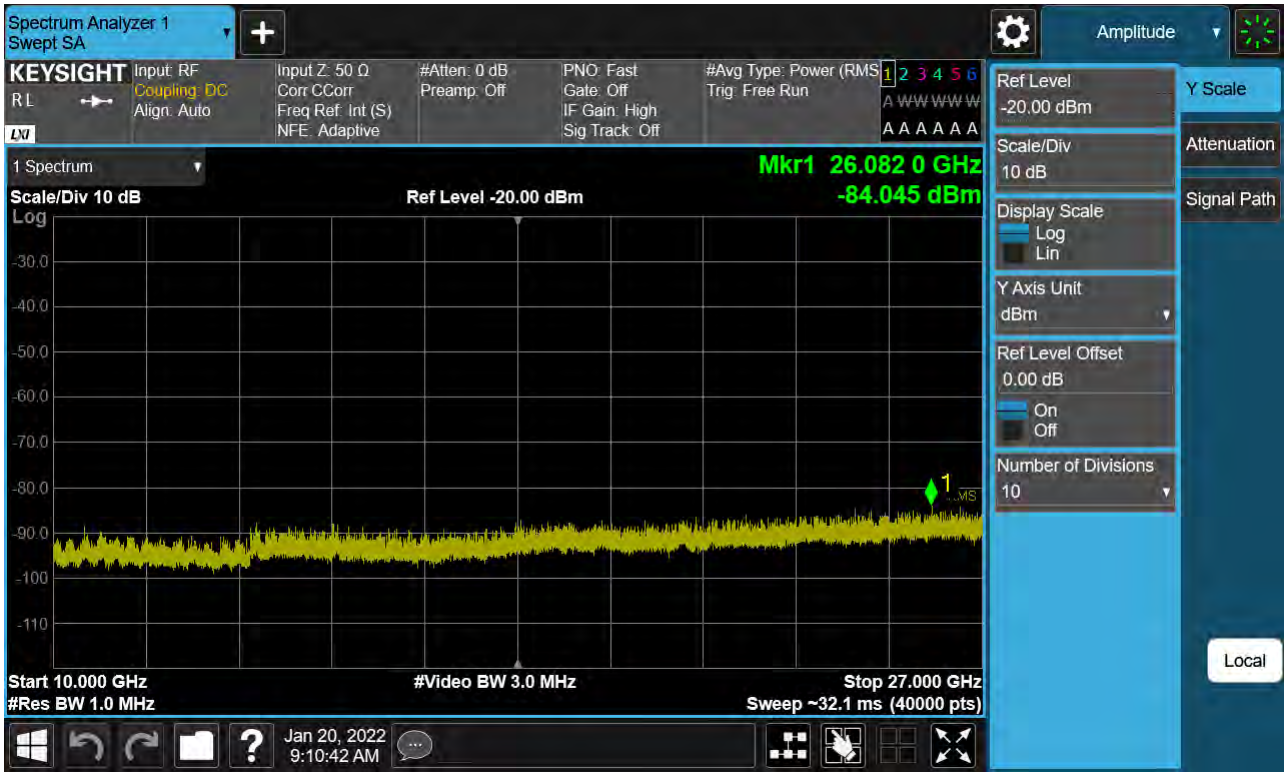 Spectrum Analyzer 1
Swept SA
Amplitude
KEYSIGHT
R L
LXI
Input: RF
Coupling: DC
Align: Auto
Input Z: 50 Ω
Corr CCorr
Freq Ref: Int (S)
NFE: Adaptive
#Atten: 0 dB
Preamp: Off
PNO: Fast
Gate: Off
IF Gain: High
Sig Track: Off
#Avg Type: Power (RMS
Trig: Free Run
1 2 3 4 5 6
A W W W W W
A A A A A A
1 Spectrum
Mkr1 26.082 0 GHz
-84.045 dBm
Scale/Div 10 dB
Ref Level -20.00 dBm
Log
-30.0
-40.0
-50.0
-60.0
-70.0
-80.0
-90.0
-100
-110
1
Start 10.000 GHz
#Video BW 3.0 MHz
Stop 27.000 GHz
#Res BW 1.0 MHz
Sweep ~32.1 ms (40000 pts)
Ref Level
-20.00 dBm
Scale/Div
10 dB
Display Scale
Log
Lin
Y Axis Unit
dBm
Ref Level Offset
0.00 dB
On
Off
Number of Divisions
10
Y Scale
Attenuation
Signal Path
Local
?
Jan 20, 2022
9:10:42 AM